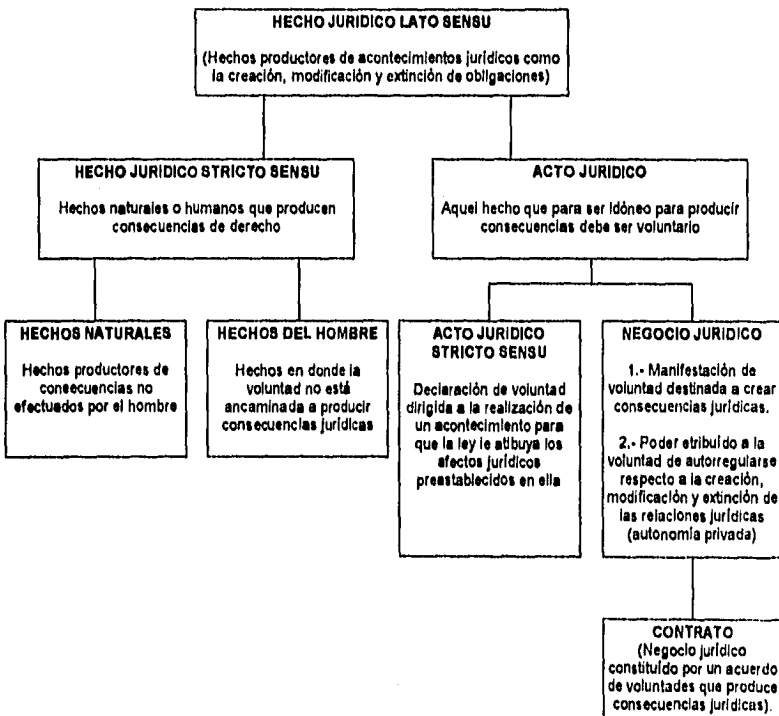 HECHO JURIDICO LATO SENSU
(Hechos productores de acontecimientos jurídicos como
la creación, modificación y extinción de obligaciones)
HECHO JURIDICO STRICTO SENSU
Hechos naturales o humanos que producen
consecuencias de derecho
ACTO JURIDICO
Aquel hecho que para ser idóneo para producir
consecuencias debe ser voluntario
HECHOS NATURALES
Hechos productores de
consecuencias no
efectuados por el hombre
HECHOS DEL HOMBRE
Hechos en donde la
voluntad no está
ancaminada a producir
consecuencias jurídicas
ACTO JURIDICO
STRICTO SENSU
Declaración de voluntad
dirigida a la realización de
un acontecimiento para
que la ley le atibuya los
afectos jurídicos
preastablecidos en ella
NEGOCIO JURIDICO
1.- Manifestación de
voluntad destinada a crear
consecuencias jurídicas.
2.- Poder etribuído a la
voluntad de autorregularse
respecto a la creación,
modificación y extinción de
las relaciones jurídicas
(autonomía privada)
CONTRATO
(Negocio jurídico
constituído por un acuerdo
de voluntades que produce
consecuencias jurídicas).